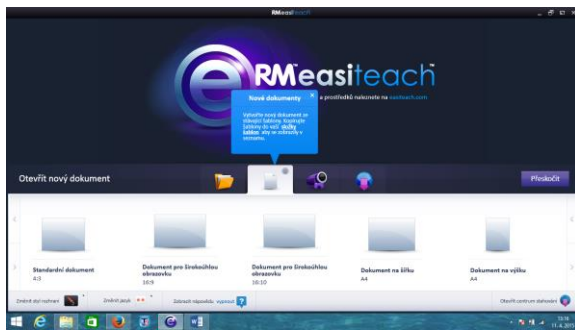 RMeasiteach
RMeasiteach™
a prostředků naleznete na easiteach.com
Nové dokumenty
Vytvořte nový dokument ze
stávající šablony. Kopírujte
šablony do vaší složky
šablon, aby se zobrazily v
seznamu.
Otevřít nový dokument
Přeskočit
Standardní dokument
4:3
Dokument pro širokoúhlou
obrazovku
16:9
Dokument pro širokoúhlou
obrazovku
16:10
Dokument na šířku
A4
Dokument na výšku
A4
Změnit styl rozhraní
Změnit jazyk
Zobrazit nápovědu vypnout ?
Otevřít centrum stahování